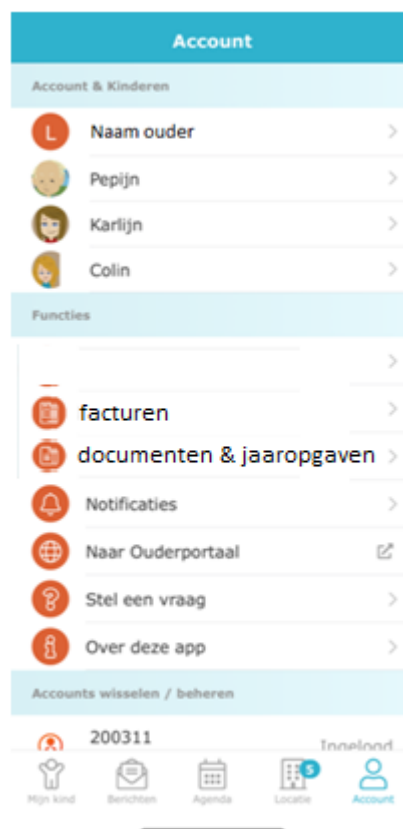 Account
Account & Kinderen
L Naam ouder
Pepijn
Karlijn
Colin
Functies
facturen
documenten & jaaropgaven
Notificaties
Naar Ouderportaal
? Stel een vraag
i Over deze app
Accounts wisselen / beheren
200311
Ingelogd
5
Mijn kind Berichten Agenda Locatie Account